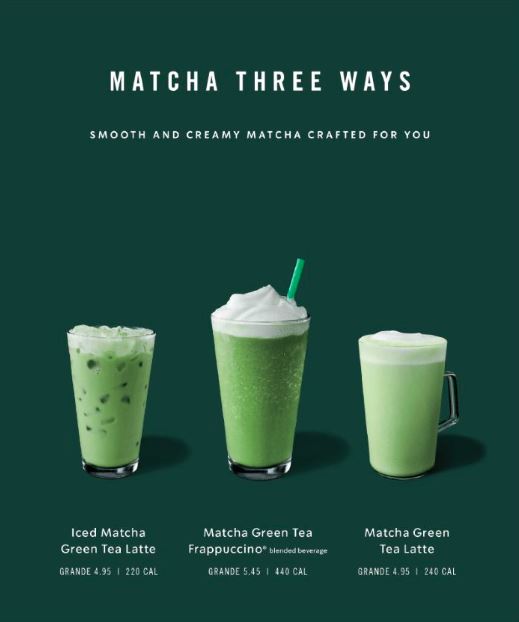 MATCHA THREE WAYS
SMOOTH AND CREAMY MATCHA CRAFTED FOR YOU
Iced Matcha
Green Tea Latte
GRANDE 4.95 | 220 CAL
Matcha Green Tea
Frappuccino® blended beverage
GRANDE 5.45 | 440 CAL
Matcha Green
Tea Latte
GRANDE 4.95 | 240 CAL